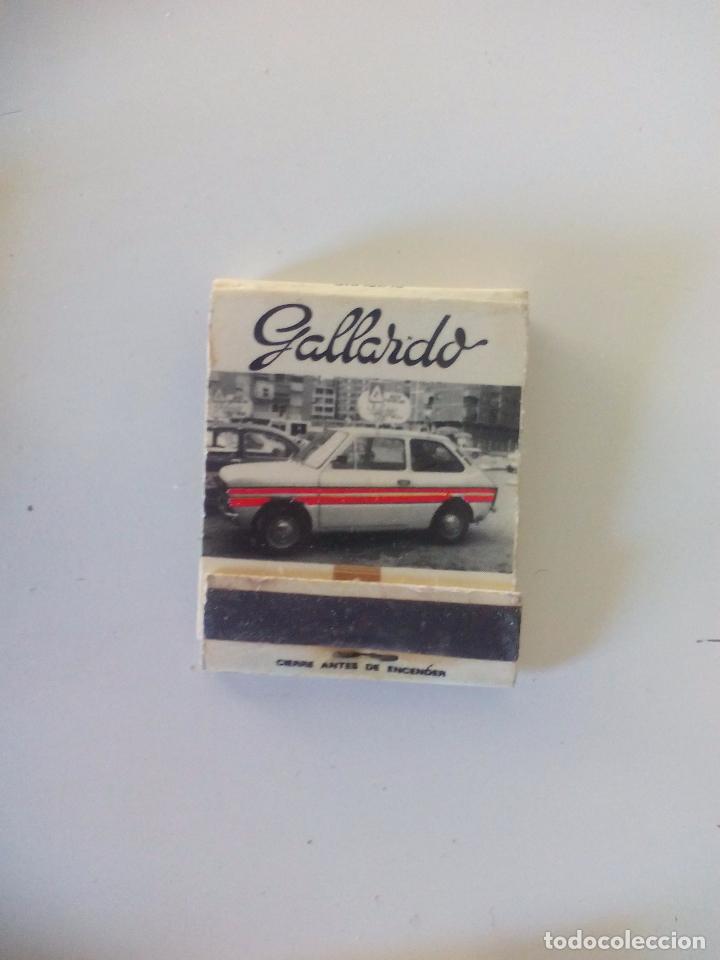 Gallardo
CIERRE ANTES DE ENCENDER
todocoleccion